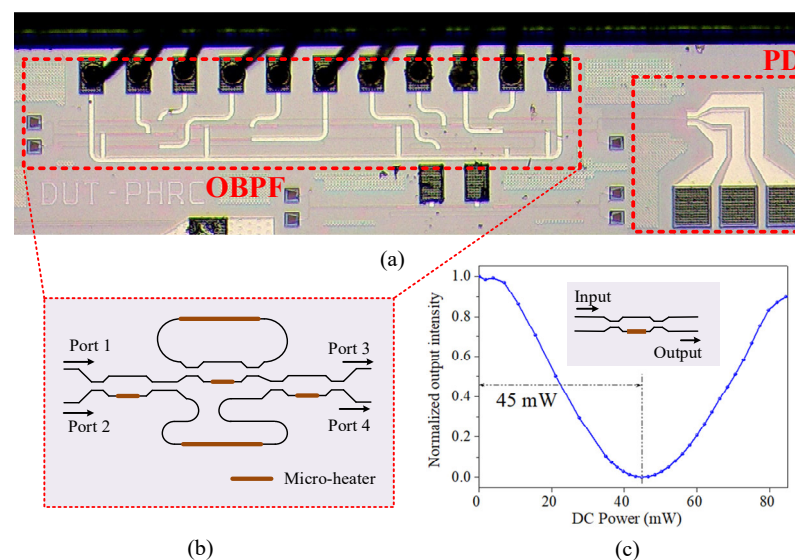 PD
OBPF
DUT-PHRC
(a)
Port 1
Port 3
Port 2
Port 4
Micro-heater
(b)
Normalized output intensity
1.0
0.8
0.6
0.4
0.2
0.0
Input
Output
45 mW
0
20
40
60
80
DC Power (mW)
(c)